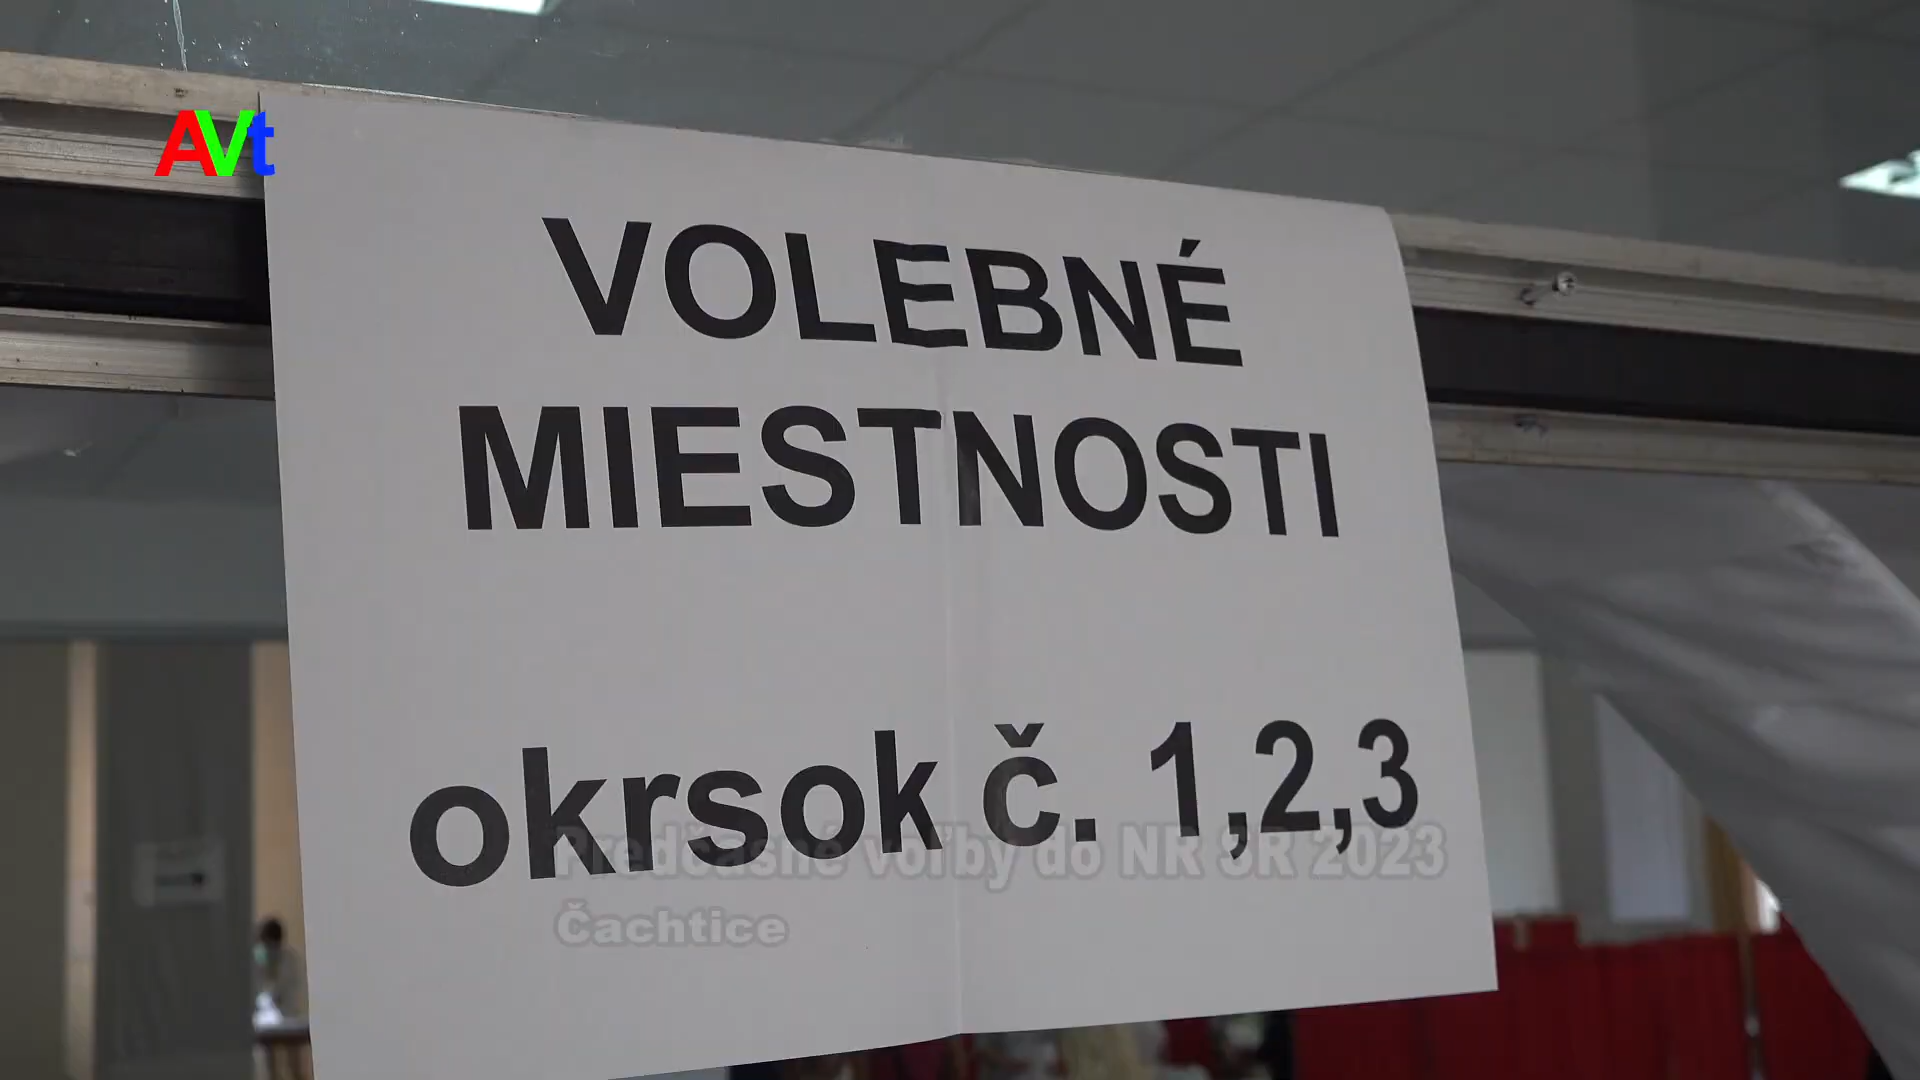 AVt
VOLEBNÉ
MIESTNOSTI
okrsok č. 1,2,3
Predčasné voľby do NR SR 2023
Čachtice